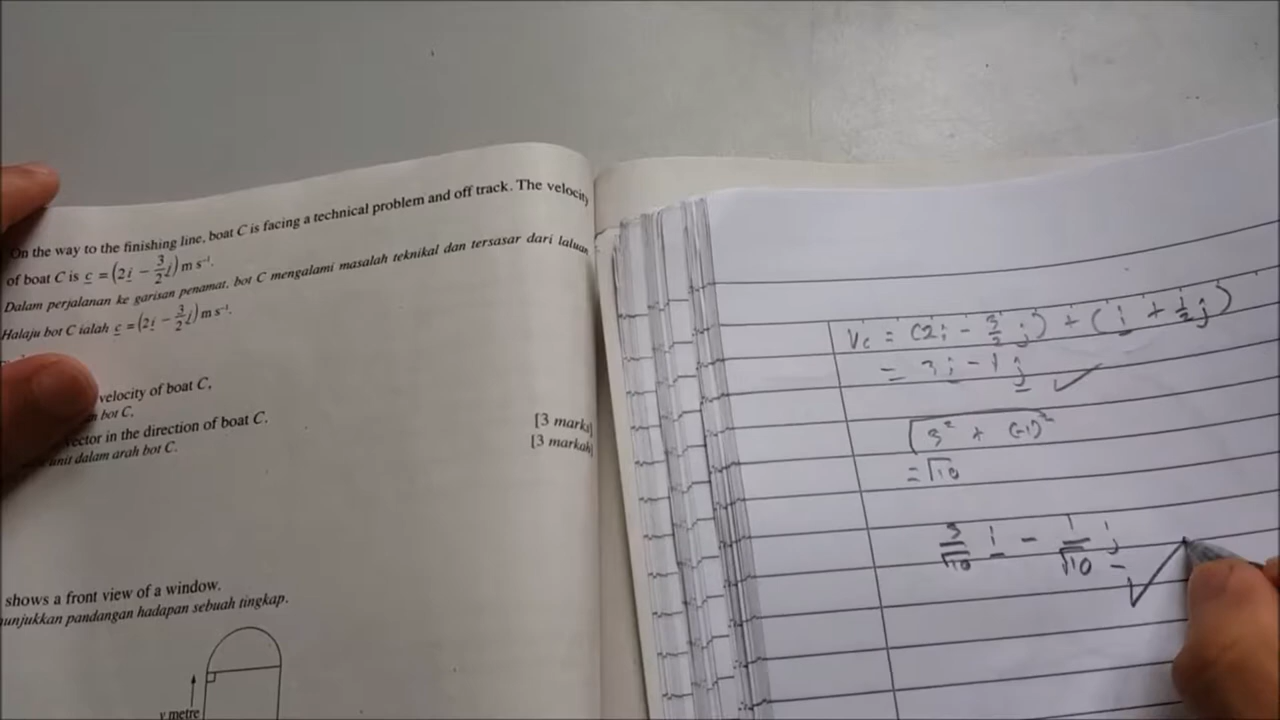 On the way to the finishing line, boat C is facing a technical problem and off track. The velocity
of boat C is c = (2i − 3/2 j) m s⁻¹.
Dalam perjalanan ke garisan penamat, bot C mengalami masalah teknikal dan tersasar dari laluan
Halaju bot C ialah c = (2i − 3/2 j) m s⁻¹.
velocity of boat C,
bot C,
vector in the direction of boat C.
unit dalam arah bot C.
[3 marks]
[3 markah]
shows a front view of a window.
menunjukkan pandangan hadapan sebuah tingkap.
y metre
Vc = (2i − 3/2 j) + (i + 1/2 j)
= 3i − 1j ✓
√(3² + (−1)²)
= √10
3/√10 i − 1/√10 j ✓